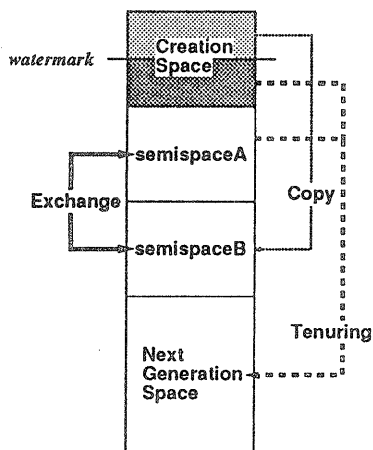 Creation
Space
watermark
semispaceA
Exchange
Copy
semispaceB
Tenuring
Next
Generation
Space